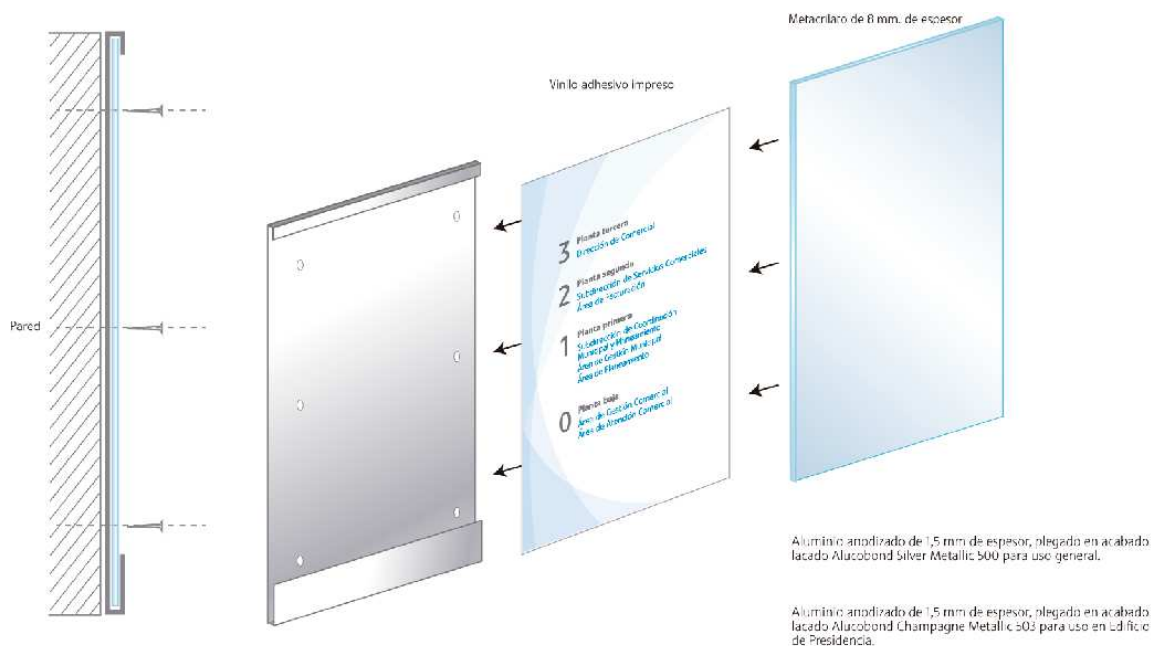 Metacrilato de 8 mm. de espesor
Vinilo adhesivo impreso
Pared
3 Planta tercera
Dirección de Comercial
2 Planta segunda
Subdirección de Servicios Comerciales
Área de Facturación
1 Planta primera
Subdirección de Coordinación
Municipal y Planeamiento
Área de Gestión Municipal
Área de Planeamiento
0 Planta baja
Área de Gestión Comercial
Área de Atención Comercial
Aluminio anodizado de 1,5 mm de espesor, plegado en acabado
lacado Alucobond Silver Metallic 500 para uso general.
Aluminio anodizado de 1,5 mm de espesor, plegado en acabado
lacado Alucobond Champagne Metallic 503 para uso en Edificio
de Presidencia.